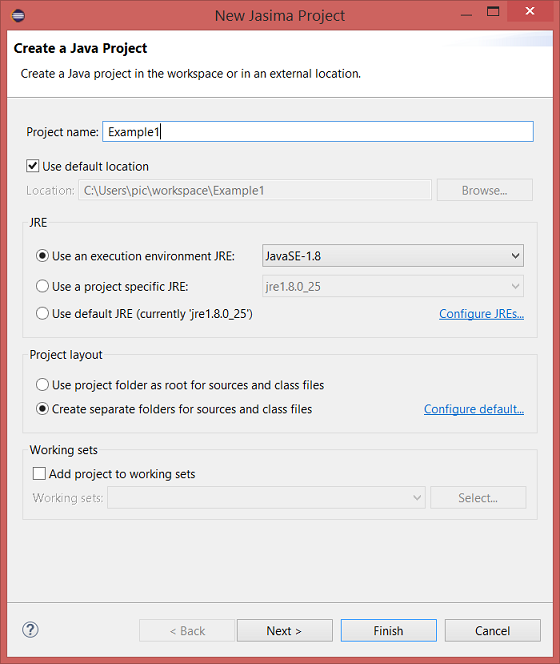 New Jasima Project
Create a Java Project
Create a Java project in the workspace or in an external location.
Project name: Example1
Use default location
Location: C:\Users\pic\workspace\Example1 Browse...
JRE
Use an execution environment JRE: JavaSE-1.8
Use a project specific JRE: jre1.8.0_25
Use default JRE (currently 'jre1.8.0_25') Configure JREs...
Project layout
Use project folder as root for sources and class files
Create separate folders for sources and class files Configure default...
Working sets
Add project to working sets
Working sets: Select...
? < Back Next > Finish Cancel